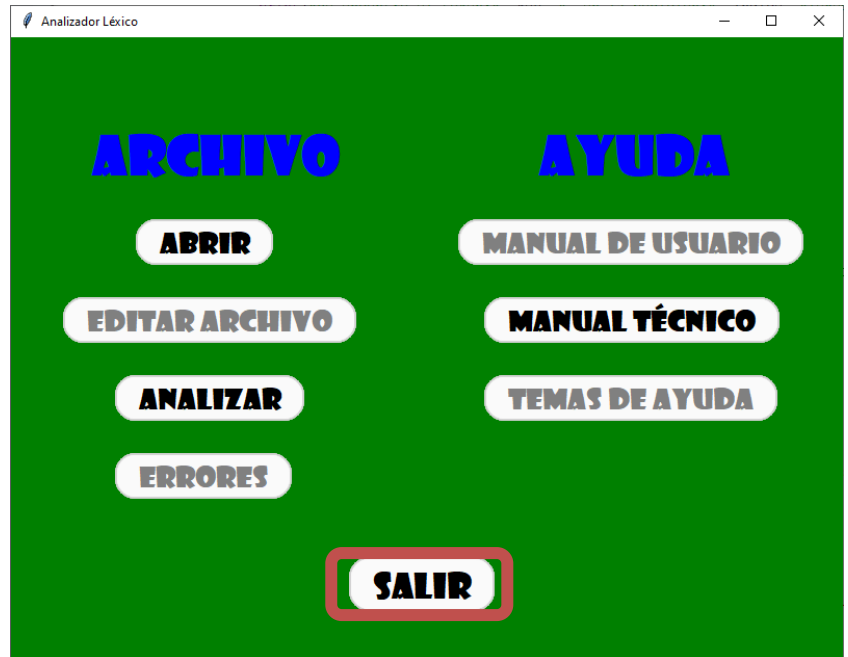 Analizador Léxico
ARCHIVO
ABRIR
EDITAR ARCHIVO
ANALIZAR
ERRORES
AYUDA
MANUAL DE USUARIO
MANUAL TÉCNICO
TEMAS DE AYUDA
SALIR